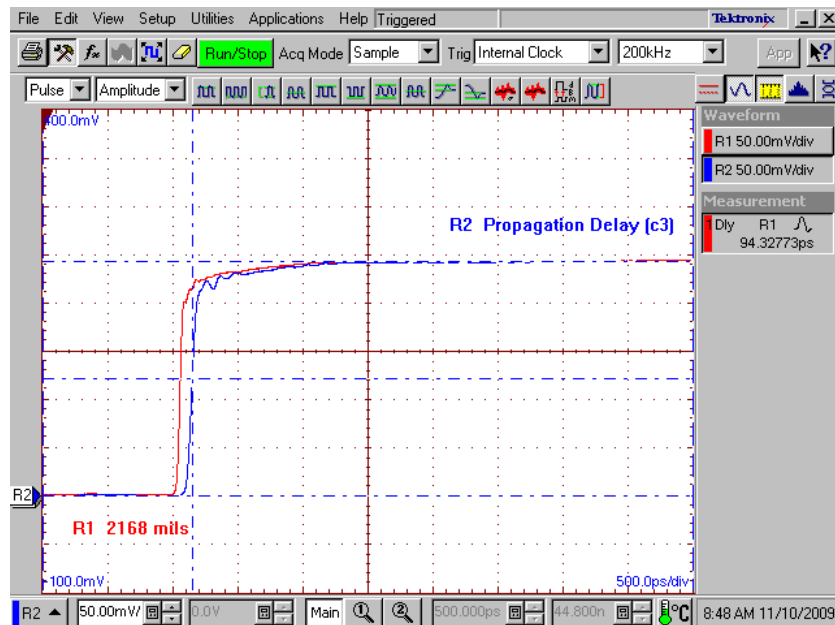 File Edit View Setup Utilities Applications Help Triggered Tektronix
Run/Stop Acq Mode Sample Trig Internal Clock 200kHz App
Pulse Amplitude
400.0mV
Waveform
R1 50.00mV/div
R2 50.00mV/div
Measurement
1 Dly R1
94.32773ps
R2 Propagation Delay (c3)
R2
R1 2168 mils
-100.0mV 500.0ps/div
R2 50.00mV/ 0.0V Main 1 2 500.000ps 44.800n °C 8:48 AM 11/10/2009